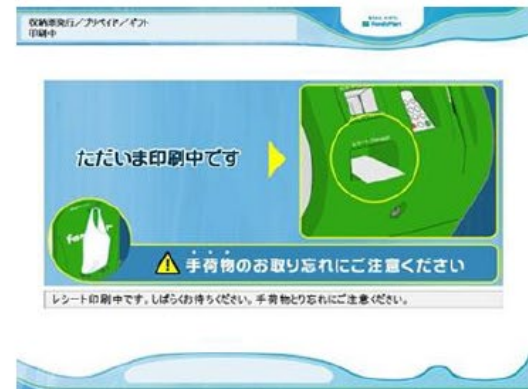 収納票発行／プリペイド／ギフト
印刷中
FamilyMart
ただいま印刷中です
手荷物のお取り忘れにご注意ください
レシート印刷中です。しばらくお待ちください。手荷物とり忘れにご注意ください。